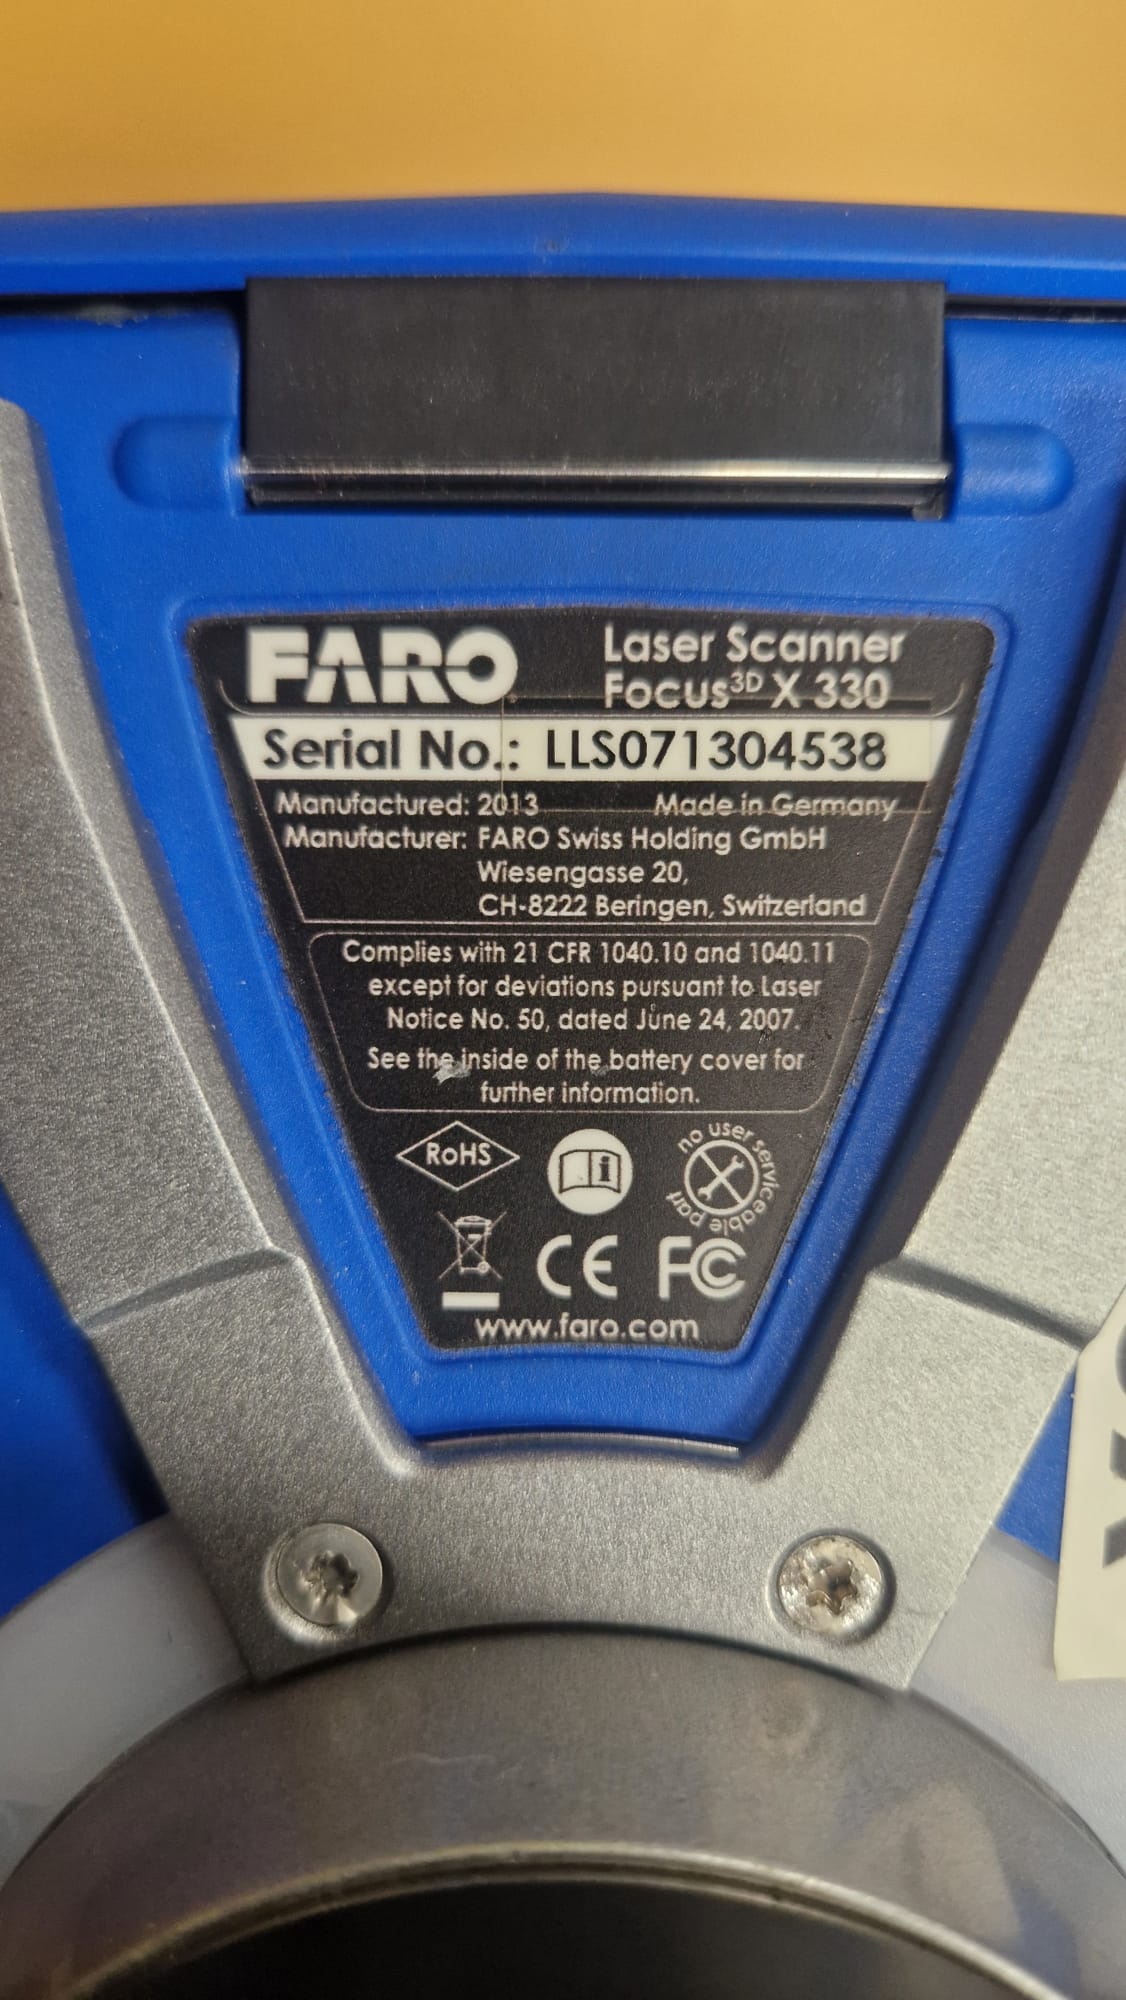 FARO
Laser Scanner
Focus3D X 330
Serial No.: LLS071304538
Manufactured: 2013 Made in Germany
Manufacturer: FARO Swiss Holding GmbH
Wiesengasse 20,
CH-8222 Beringen, Switzerland
Complies with 21 CFR 1040.10 and 1040.11
except for deviations pursuant to Laser
Notice No. 50, dated June 24, 2007.
See the inside of the battery cover for
further information.
RoHS
i
no user serviceable part
CE FC
www.faro.com